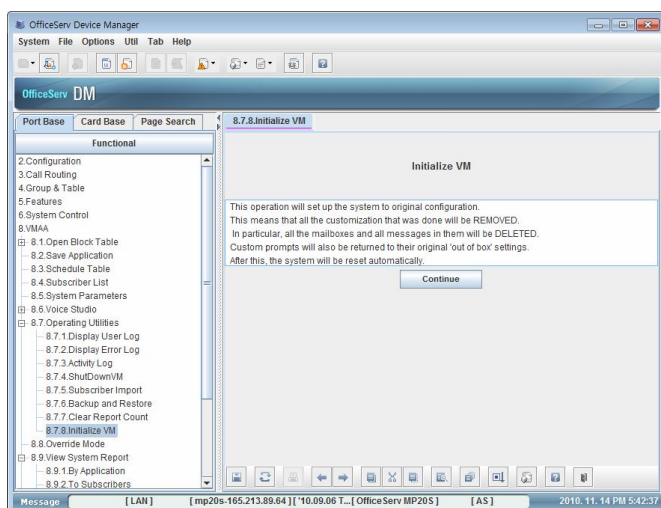 OfficeServ Device Manager
System File Options Util Tab Help
OfficeServ DM
Port Base Card Base Page Search
Functional
2.Configuration
3.Call Routing
4.Group & Table
5.Features
6.System Control
8.VMAA
8.1.Open Block Table
8.2.Save Application
8.3.Schedule Table
8.4.Subscriber List
8.5.System Parameters
8.6.Voice Studio
8.7.Operating Utilities
8.7.1.Display User Log
8.7.2.Display Error Log
8.7.3.Activity Log
8.7.4.ShutDownVM
8.7.5.Subscriber Import
8.7.6.Backup and Restore
8.7.7.Clear Report Count
8.7.8.Initialize VM
8.8.Override Mode
8.9.View System Report
8.9.1.By Application
8.9.2.To Subscribers
8.7.8.Initialize VM
Initialize VM
This operation will set up the system to original configuration.
This means that all the customization that was done will be REMOVED.
In particular, all the mailboxes and all messages in them will be DELETED.
Custom prompts will also be returned to their original 'out of box' settings.
After this, the system will be reset automatically.
Continue
Message [ LAN ] [ mp20s-165.213.89.64 ] [ '10.09.06 T...[ OfficeServ MP20S ] [ AS ] 2010. 11. 14 PM 5:42:37